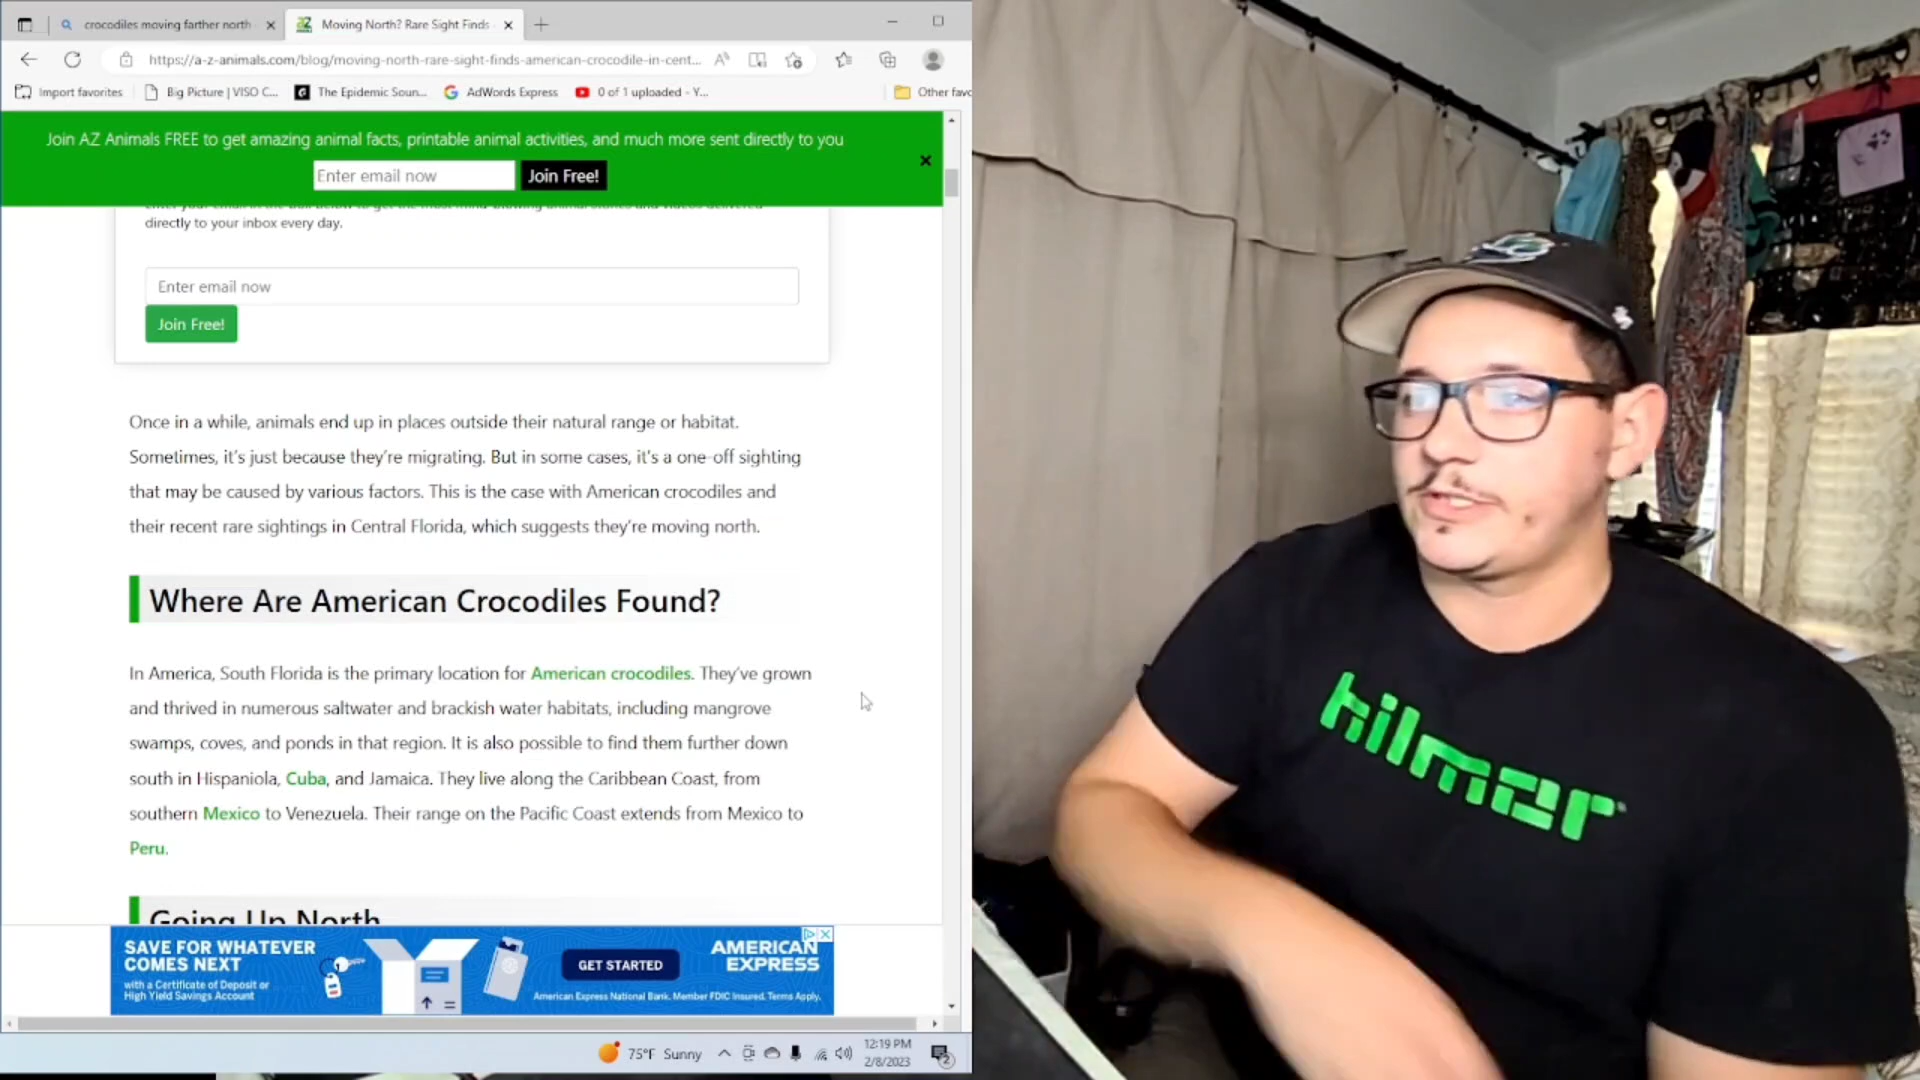 crocodiles moving farther north
Moving North? Rare Sight Finds
https://a-z-animals.com/blog/moving-north-rare-sight-finds-american-crocodile-in-cent...
Import favorites
Big Picture | VISO C...
The Epidemic Soun...
AdWords Express
0 of 1 uploaded - Y...
Other favo
Join AZ Animals FREE to get amazing animal facts, printable animal activities, and much more sent directly to you
Enter email now
Join Free!
directly to your inbox every day.
Enter email now
Join Free!
Once in a while, animals end up in places outside their natural range or habitat.
Sometimes, it's just because they're migrating. But in some cases, it's a one-off sighting
that may be caused by various factors. This is the case with American crocodiles and
their recent rare sightings in Central Florida, which suggests they're moving north.
Where Are American Crocodiles Found?
In America, South Florida is the primary location for American crocodiles. They've grown
and thrived in numerous saltwater and brackish water habitats, including mangrove
swamps, coves, and ponds in that region. It is also possible to find them further down
south in Hispaniola, Cuba, and Jamaica. They live along the Caribbean Coast, from
southern Mexico to Venezuela. Their range on the Pacific Coast extends from Mexico to
Peru.
Going Up North
SAVE FOR WHATEVER
COMES NEXT
with a Certificate of Deposit or
High Yield Savings Account
GET STARTED
AMERICAN
EXPRESS
American Express National Bank. Member FDIC Insured. Terms Apply.
75°F Sunny
12:19 PM
2/8/2023
2
hilmar